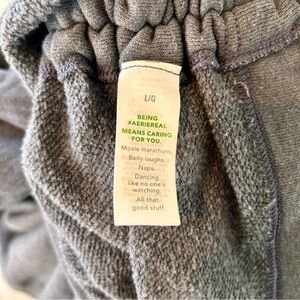 L/G
BEING
#AERIEREAL
MEANS CARING
FOR YOU.
Movie marathons.
Belly laughs.
Naps.
Dancing
like no one's
watching.
All that
good stuff.